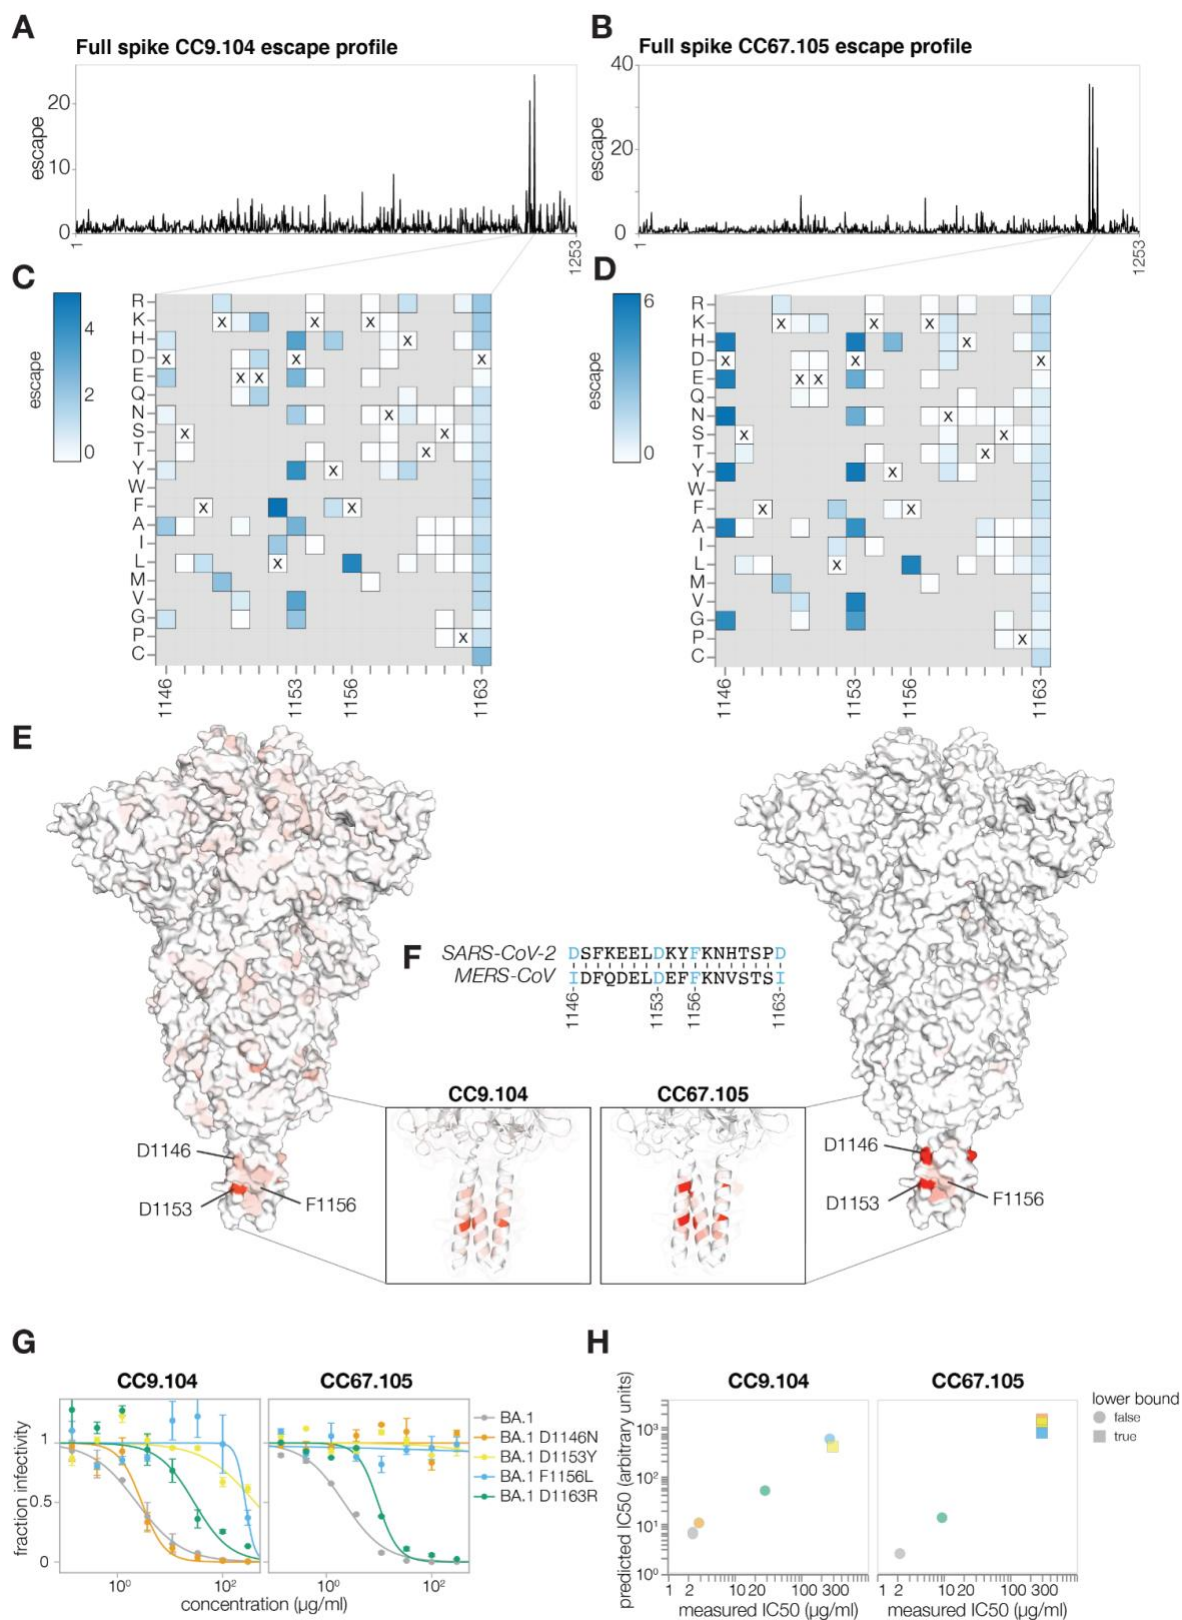 A
Full spike CC9.104 escape profile
escape
20
10
0
1
1253
B
Full spike CC67.105 escape profile
escape
40
20
0
1
1253
C
escape
4
2
0
R
K
H
D
E
Q
N
S
T
Y
W
F
A
I
L
M
V
G
P
C
X X X
X
X X X X
X
X
X
X
X X
X
X
1146
1153
1156
1163
D
escape
6
0
R
K
H
D
E
Q
N
S
T
Y
W
F
A
I
L
M
V
G
P
C
X X X
X
X X X
X X
X
X X
X
X
X X
X
X
1146
1153
1156
1163
E
D1146
D1153
F1156
CC9.104
CC67.105
D1146
D1153
F1156
F
SARS-CoV-2 DSFKEELDKYFKNHTSPD
MERS-CoV IDFQDELDEFFKNVSTSI
1146
1153
1156
1163
G
CC9.104
CC67.105
fraction infectivity
1
0.5
0
10⁰
10²
10⁰
10²
concentration (µg/ml)
BA.1
BA.1 D1146N
BA.1 D1153Y
BA.1 F1156L
BA.1 D1163R
H
CC9.104
CC67.105
predicted IC50 (arbitrary units)
10³
10²
10¹
10⁰
1 2 10 20 100 300
measured IC50 (µg/ml)
1 2 10 20 100 300
measured IC50 (µg/ml)
lower bound
false
true